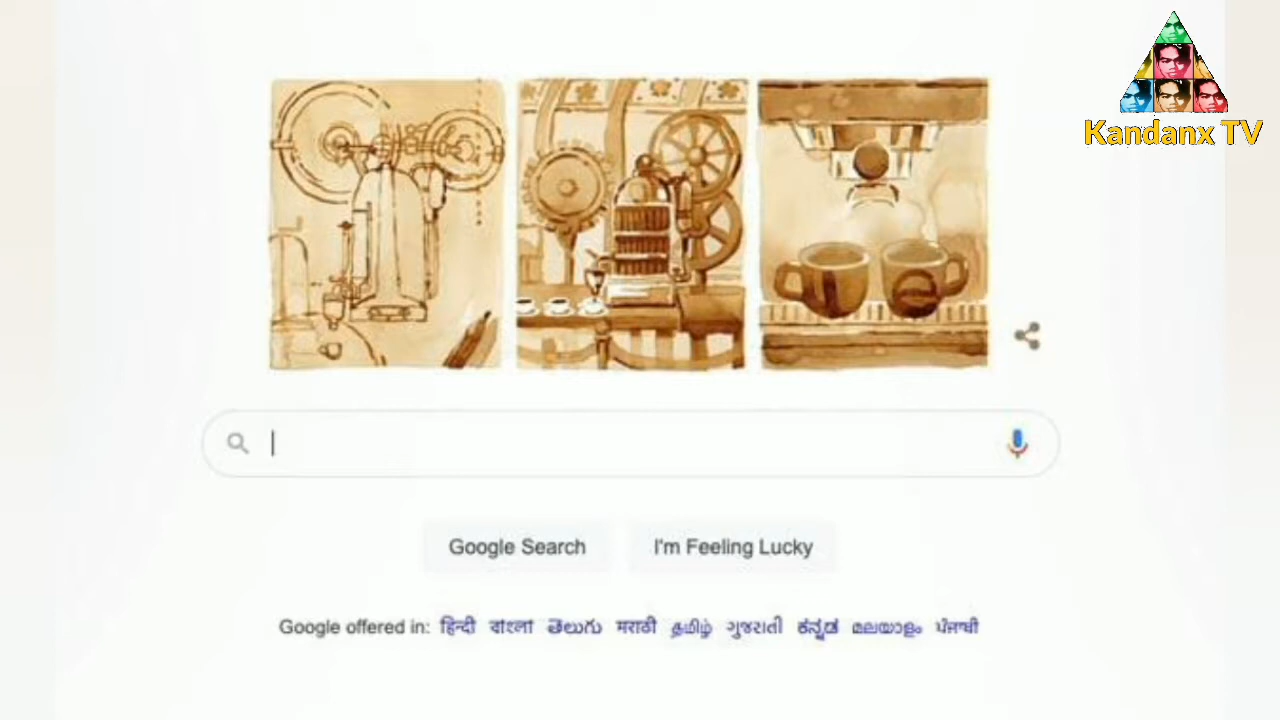 Kandanx TV
Google Search
I'm Feeling Lucky
Google offered in: हिन्दी বাংলা తెలుగు मराठी தமிழ் ગુજરાતી ಕನ್ನಡ മലയാളം ਪੰਜਾਬੀ